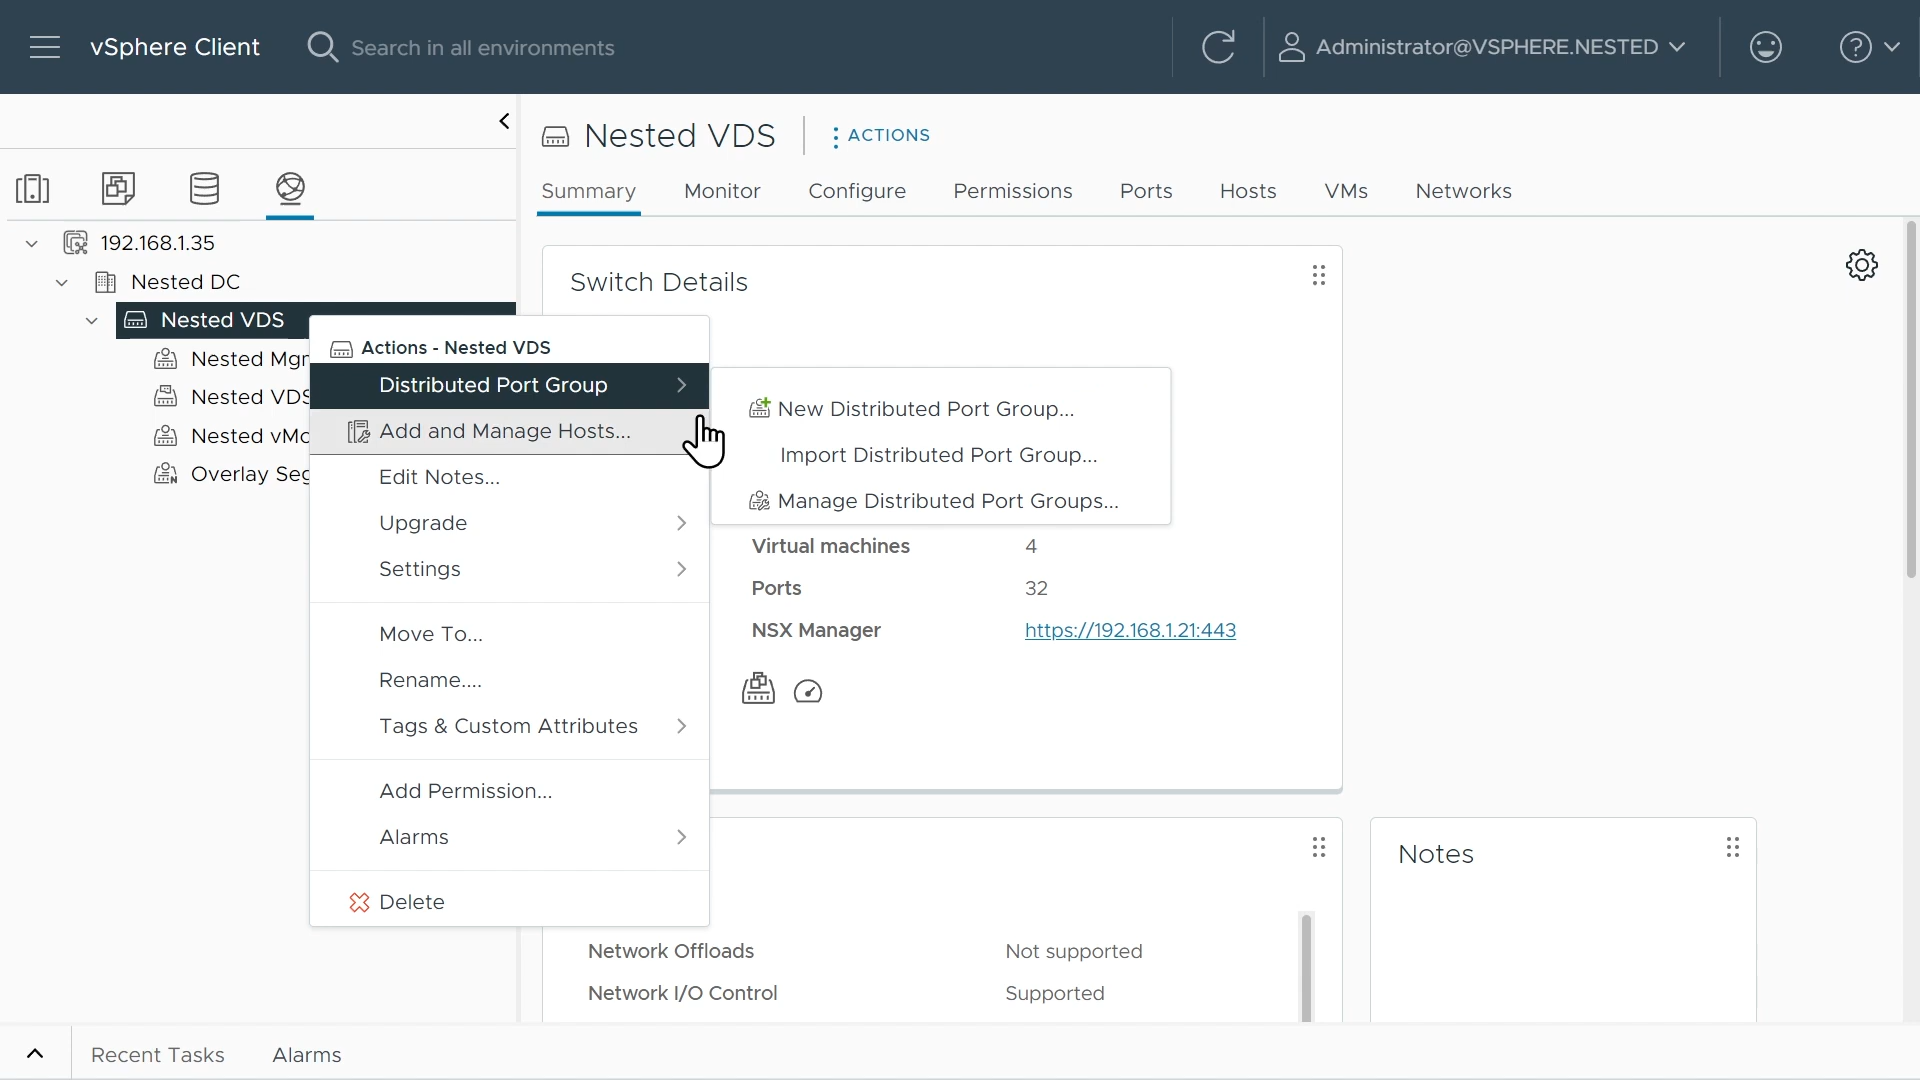 vSphere Client
Search in all environments
Administrator@VSPHERE.NESTED
Nested VDS
ACTIONS
Summary
Monitor
Configure
Permissions
Ports
Hosts
VMs
Networks
192.168.1.35
Nested DC
Nested VDS
Nested
Nested
Nested
Overlay
Actions - Nested VDS
Distributed Port Group
Add and Manage Hosts...
Edit Notes...
Upgrade
Settings
Move To...
Rename....
Tags & Custom Attributes
Add Permission...
Alarms
Delete
New Distributed Port Group...
Import Distributed Port Group...
Manage Distributed Port Groups...
Switch Details
Virtual machines 4
Ports 32
NSX Manager https://192.168.1.21:443
Network Offloads Not supported
Network I/O Control Supported
Notes
Recent Tasks
Alarms